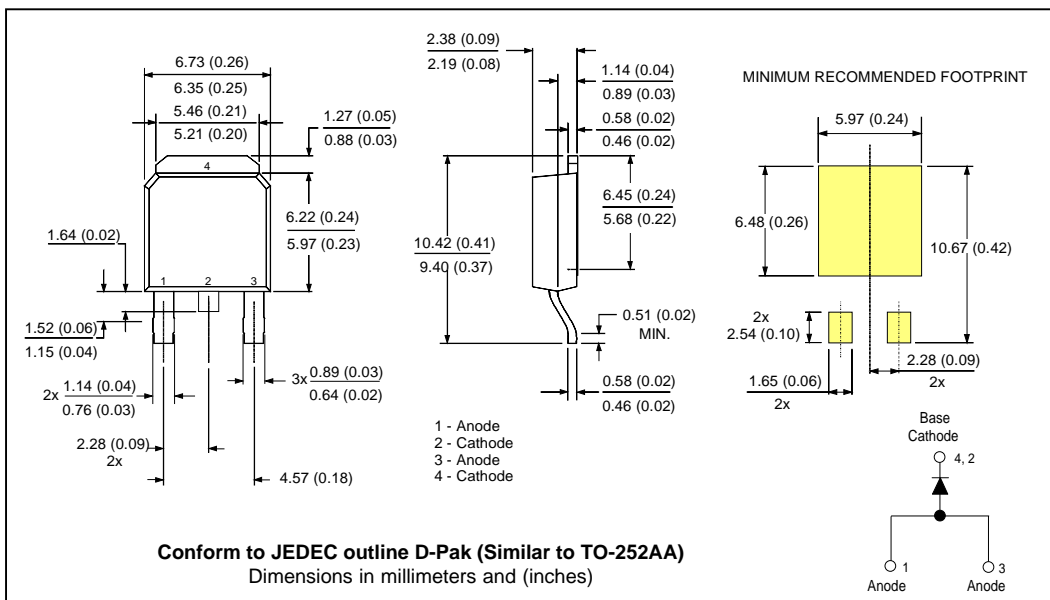 6.73 (0.26)
6.35 (0.25)
5.46 (0.21)
5.21 (0.20)
1.27 (0.05)
0.88 (0.03)
4
6.22 (0.24)
5.97 (0.23)
1.64 (0.02)
1
2
3
1.52 (0.06)
1.15 (0.04)
2x 1.14 (0.04)
0.76 (0.03)
3x 0.89 (0.03)
0.64 (0.02)
2.28 (0.09)
2x
4.57 (0.18)
2.38 (0.09)
2.19 (0.08)
1.14 (0.04)
0.89 (0.03)
0.58 (0.02)
0.46 (0.02)
6.45 (0.24)
5.68 (0.22)
10.42 (0.41)
9.40 (0.37)
0.51 (0.02)
MIN.
0.58 (0.02)
0.46 (0.02)
1 - Anode
2 - Cathode
3 - Anode
4 - Cathode
MINIMUM RECOMMENDED FOOTPRINT
5.97 (0.24)
6.48 (0.26)
10.67 (0.42)
2x
2.54 (0.10)
2.28 (0.09)
2x
1.65 (0.06)
2x
Base
Cathode
4, 2
1
Anode
3
Anode
Conform to JEDEC outline D-Pak (Similar to TO-252AA)
Dimensions in millimeters and (inches)